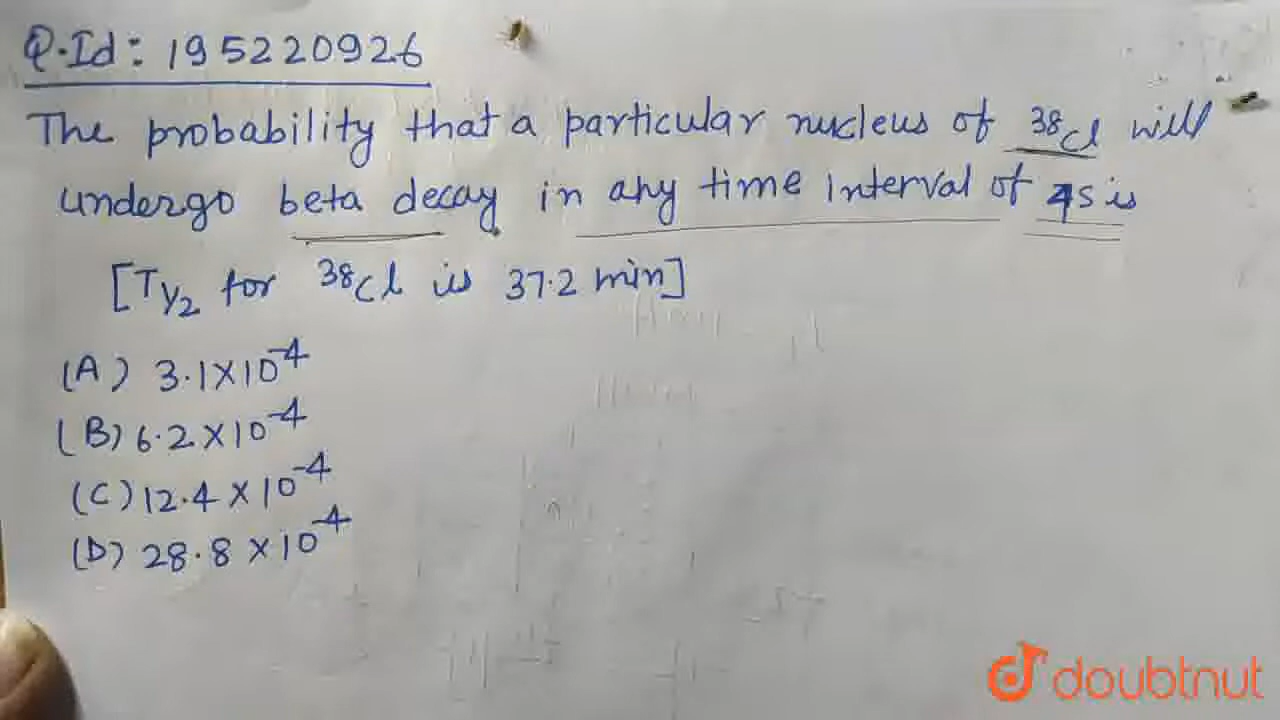 Q.Id: 195220926
The probability that a particular nucleus of ³⁸Cl will
undergo beta decay in any time interval of 4s is
[T1/2 for ³⁸Cl is 37.2 min]
(A) 3.1×10⁻⁴
(B) 6.2×10⁻⁴
(C) 12.4×10⁻⁴
(D) 28.8×10⁻⁴
doubtnut